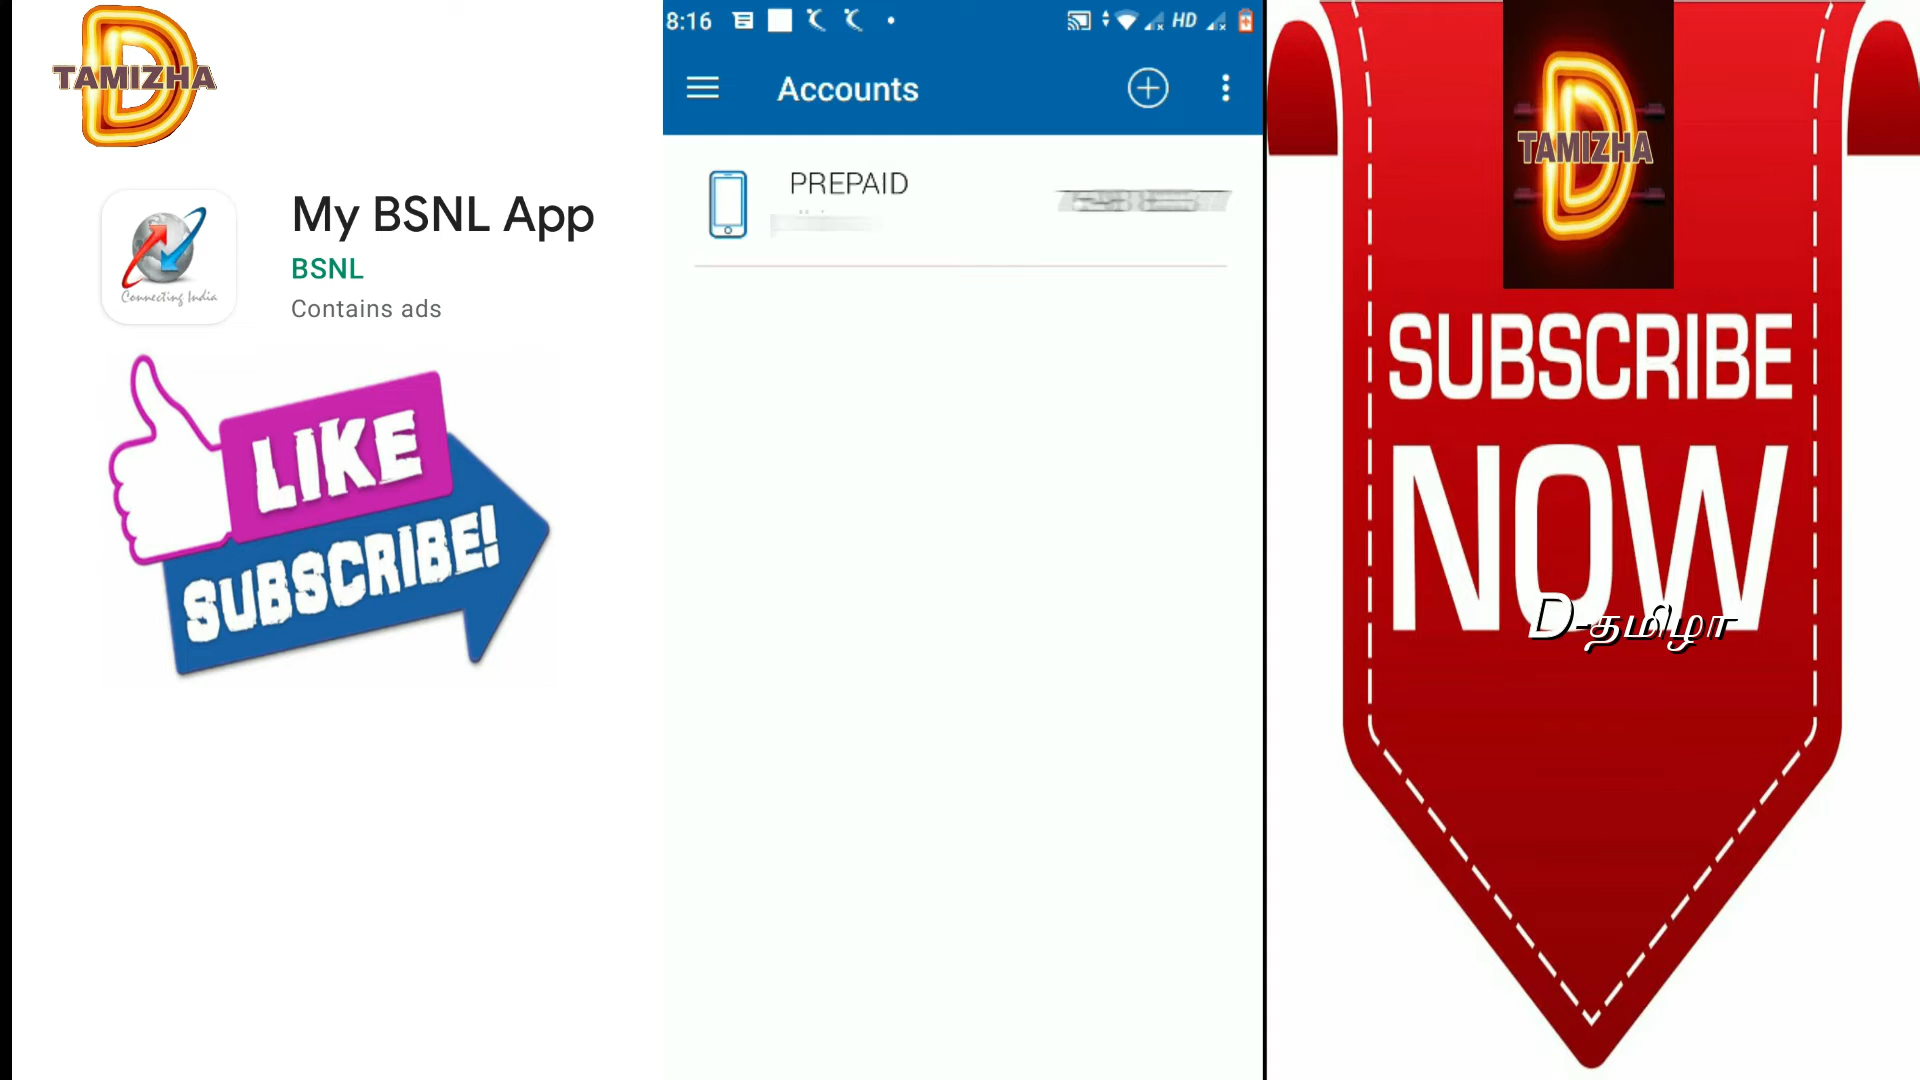 D
TAMIZHA
My BSNL App
BSNL
Contains ads
Connecting India
LIKE
SUBSCRIBE!
8:16
HD
Accounts
PREPAID
D
TAMIZHA
SUBSCRIBE
NOW
D-தமிழா